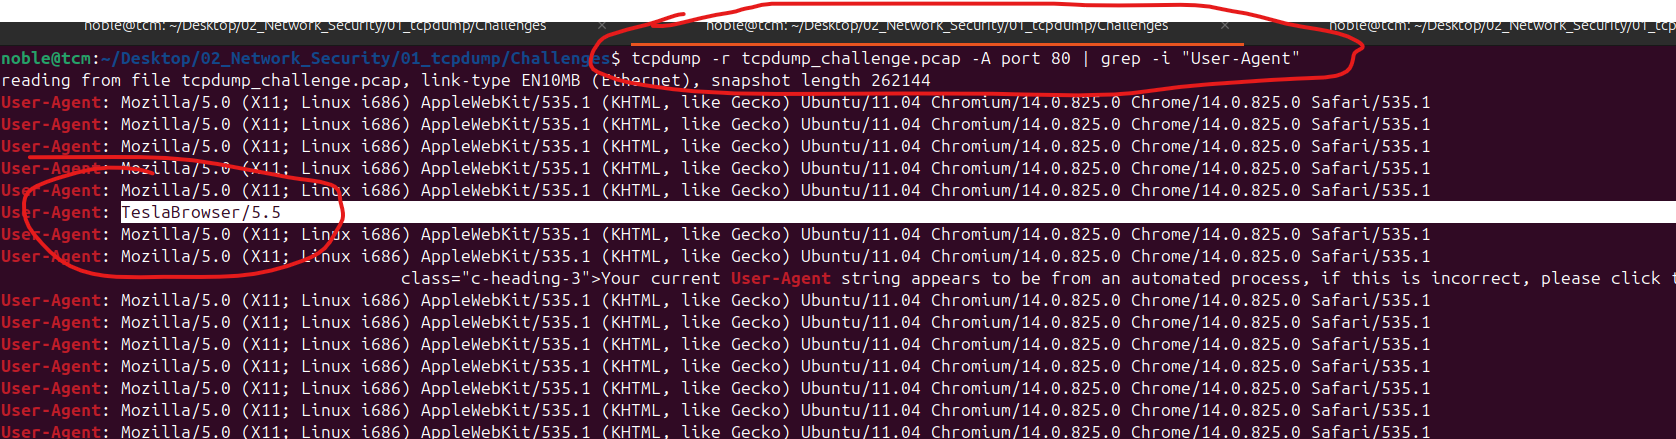 noble@tcm: ~/Desktop/02_Network_Security/01_tcpdump/Challenges × noble@tcm: ~/Desktop/02_Network_Security/01_tcpdump/Challenges × noble@tcm: ~/Desktop/02_Network_Security/01_tcp
noble@tcm:~/Desktop/02_Network_Security/01_tcpdump/Challenges$ tcpdump -r tcpdump_challenge.pcap -A port 80 | grep -i "User-Agent"
reading from file tcpdump_challenge.pcap, link-type EN10MB (Ethernet), snapshot length 262144
User-Agent: Mozilla/5.0 (X11; Linux i686) AppleWebKit/535.1 (KHTML, like Gecko) Ubuntu/11.04 Chromium/14.0.825.0 Chrome/14.0.825.0 Safari/535.1
User-Agent: Mozilla/5.0 (X11; Linux i686) AppleWebKit/535.1 (KHTML, like Gecko) Ubuntu/11.04 Chromium/14.0.825.0 Chrome/14.0.825.0 Safari/535.1
User-Agent: Mozilla/5.0 (X11; Linux i686) AppleWebKit/535.1 (KHTML, like Gecko) Ubuntu/11.04 Chromium/14.0.825.0 Chrome/14.0.825.0 Safari/535.1
User-Agent: Mozilla/5.0 (X11; Linux i686) AppleWebKit/535.1 (KHTML, like Gecko) Ubuntu/11.04 Chromium/14.0.825.0 Chrome/14.0.825.0 Safari/535.1
User-Agent: Mozilla/5.0 (X11; Linux i686) AppleWebKit/535.1 (KHTML, like Gecko) Ubuntu/11.04 Chromium/14.0.825.0 Chrome/14.0.825.0 Safari/535.1
User-Agent: TeslaBrowser/5.5
User-Agent: Mozilla/5.0 (X11; Linux i686) AppleWebKit/535.1 (KHTML, like Gecko) Ubuntu/11.04 Chromium/14.0.825.0 Chrome/14.0.825.0 Safari/535.1
User-Agent: Mozilla/5.0 (X11; Linux i686) AppleWebKit/535.1 (KHTML, like Gecko) Ubuntu/11.04 Chromium/14.0.825.0 Chrome/14.0.825.0 Safari/535.1
class="c-heading-3">Your current User-Agent string appears to be from an automated process, if this is incorrect, please click
User-Agent: Mozilla/5.0 (X11; Linux i686) AppleWebKit/535.1 (KHTML, like Gecko) Ubuntu/11.04 Chromium/14.0.825.0 Chrome/14.0.825.0 Safari/535.1
User-Agent: Mozilla/5.0 (X11; Linux i686) AppleWebKit/535.1 (KHTML, like Gecko) Ubuntu/11.04 Chromium/14.0.825.0 Chrome/14.0.825.0 Safari/535.1
User-Agent: Mozilla/5.0 (X11; Linux i686) AppleWebKit/535.1 (KHTML, like Gecko) Ubuntu/11.04 Chromium/14.0.825.0 Chrome/14.0.825.0 Safari/535.1
User-Agent: Mozilla/5.0 (X11; Linux i686) AppleWebKit/535.1 (KHTML, like Gecko) Ubuntu/11.04 Chromium/14.0.825.0 Chrome/14.0.825.0 Safari/535.1
User-Agent: Mozilla/5.0 (X11; Linux i686) AppleWebKit/535.1 (KHTML, like Gecko) Ubuntu/11.04 Chromium/14.0.825.0 Chrome/14.0.825.0 Safari/535.1
User-Agent: Mozilla/5.0 (X11; Linux i686) AppleWebKit/535.1 (KHTML, like Gecko) Ubuntu/11.04 Chromium/14.0.825.0 Chrome/14.0.825.0 Safari/535.1
User-Agent: Mozilla/5.0 (X11; Linux i686) AppleWebKit/535.1 (KHTML, like Gecko) Ubuntu/11.04 Chromium/14.0.825.0 Chrome/14.0.825.0 Safari/535.1